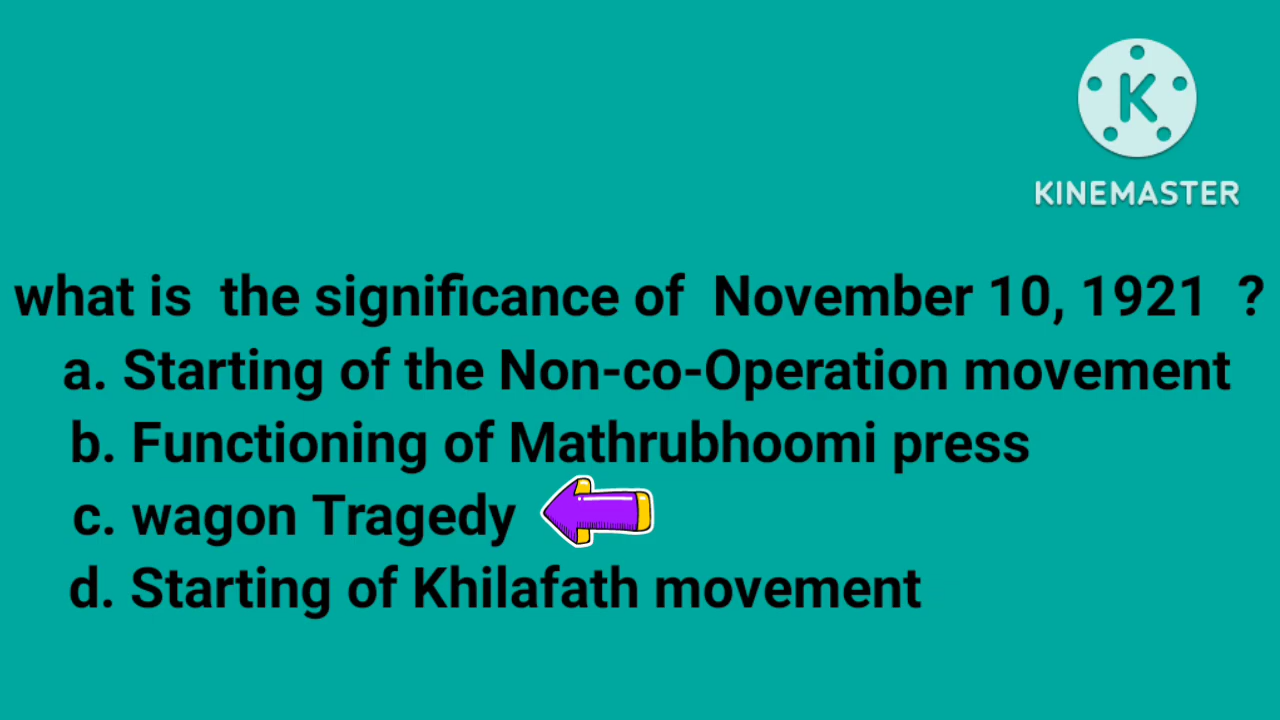 K
KINEMASTER
what is the significance of November 10, 1921 ?
a. Starting of the Non-co-Operation movement
b. Functioning of Mathrubhoomi press
c. wagon Tragedy
d. Starting of Khilafath movement